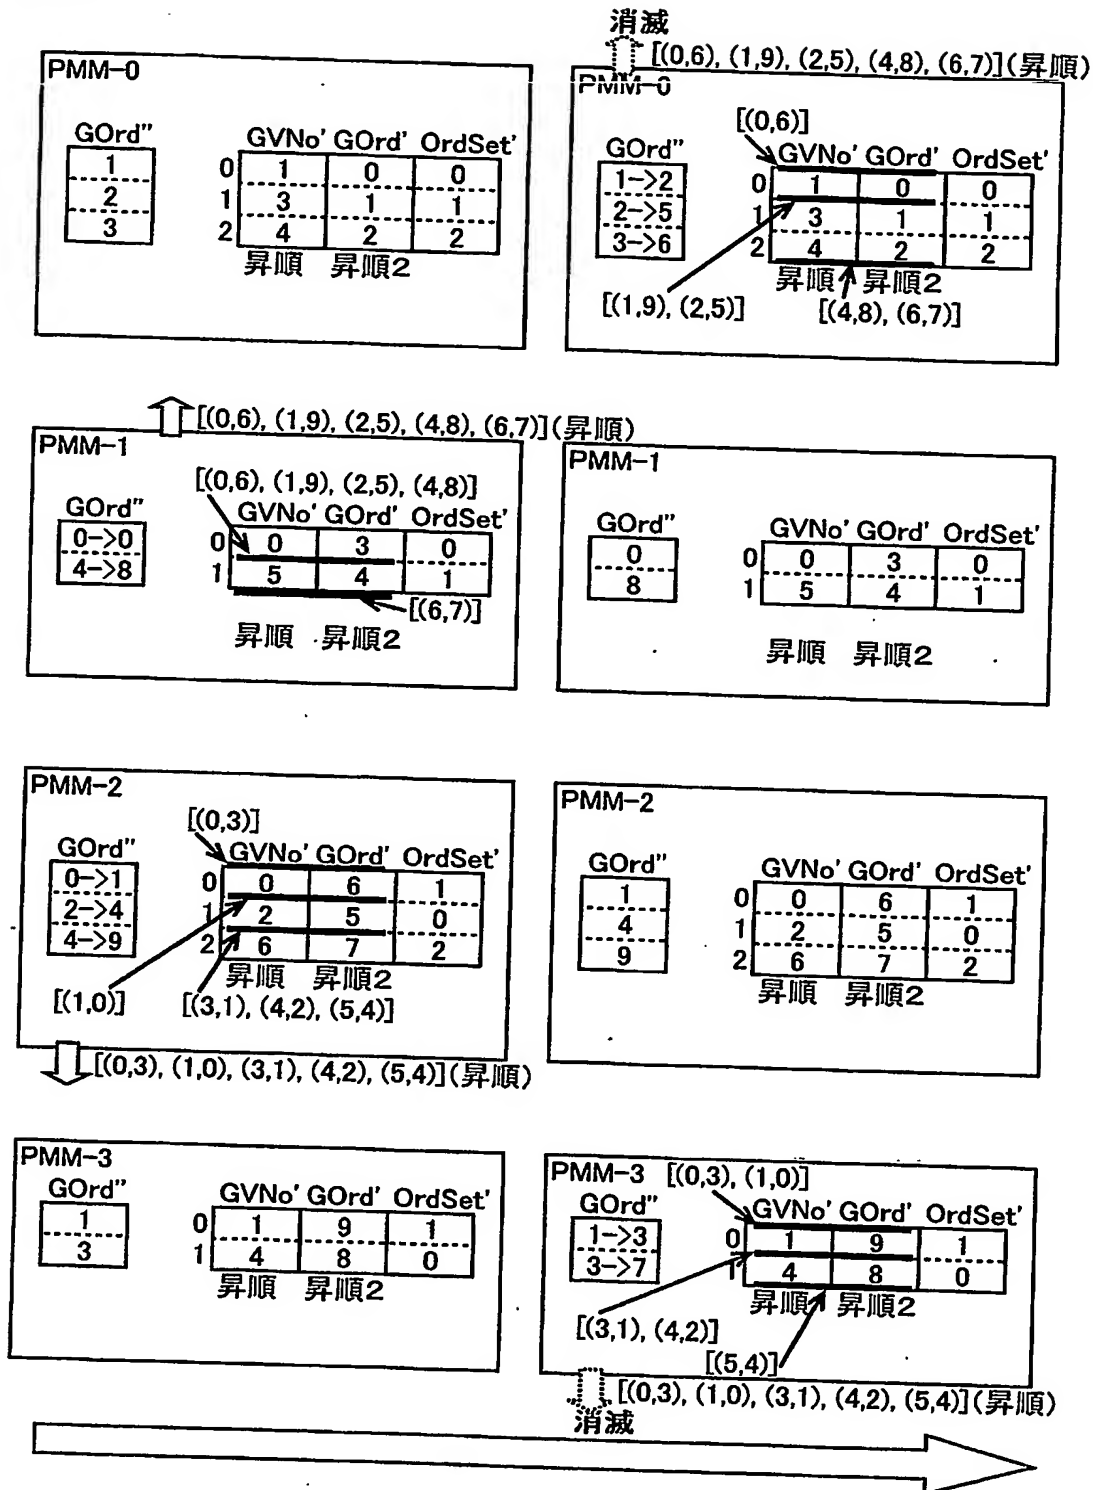 PMM-0
GOrd"
1
2
3
GVNo' GOrd' OrdSet'
0 1 0 0
1 3 1 1
2 4 2 2
昇順 昇順2
消滅
[(0,6), (1,9), (2,5), (4,8), (6,7)](昇順)
PMM-0
[(0,6)]
GOrd"
1->2
2->5
3->6
GVNo' GOrd' OrdSet'
0 1 0 0
1 3 1 1
2 4 2 2
昇順 昇順2
[(1,9), (2,5)]
[(4,8), (6,7)]
[(0,6), (1,9), (2,5), (4,8), (6,7)](昇順)
PMM-1
[(0,6), (1,9), (2,5), (4,8)]
GOrd"
0->0
4->8
GVNo' GOrd' OrdSet'
0 0 3 0
1 5 4 1
[(6,7)]
昇順 昇順2
PMM-1
GOrd"
0
8
GVNo' GOrd' OrdSet'
0 0 3 0
1 5 4 1
昇順 昇順2
PMM-2
[(0,3)]
GOrd"
0->1
2->4
4->9
GVNo' GOrd' OrdSet'
0 0 6 1
1 2 5 0
2 6 7 2
昇順 昇順2
[(1,0)]
[(3,1), (4,2), (5,4)]
[(0,3), (1,0), (3,1), (4,2), (5,4)](昇順)
PMM-2
GOrd"
1
4
9
GVNo' GOrd' OrdSet'
0 0 6 1
1 2 5 0
2 6 7 2
昇順 昇順2
PMM-3
GOrd"
1
3
GVNo' GOrd' OrdSet'
0 1 9 1
1 4 8 0
昇順 昇順2
PMM-3
[(0,3), (1,0)]
GOrd"
1->3
3->7
GVNo' GOrd' OrdSet'
0 1 9 1
1 4 8 0
昇順 昇順2
[(3,1), (4,2)]
[(5,4)]
[(0,3), (1,0), (3,1), (4,2), (5,4)](昇順)
消滅